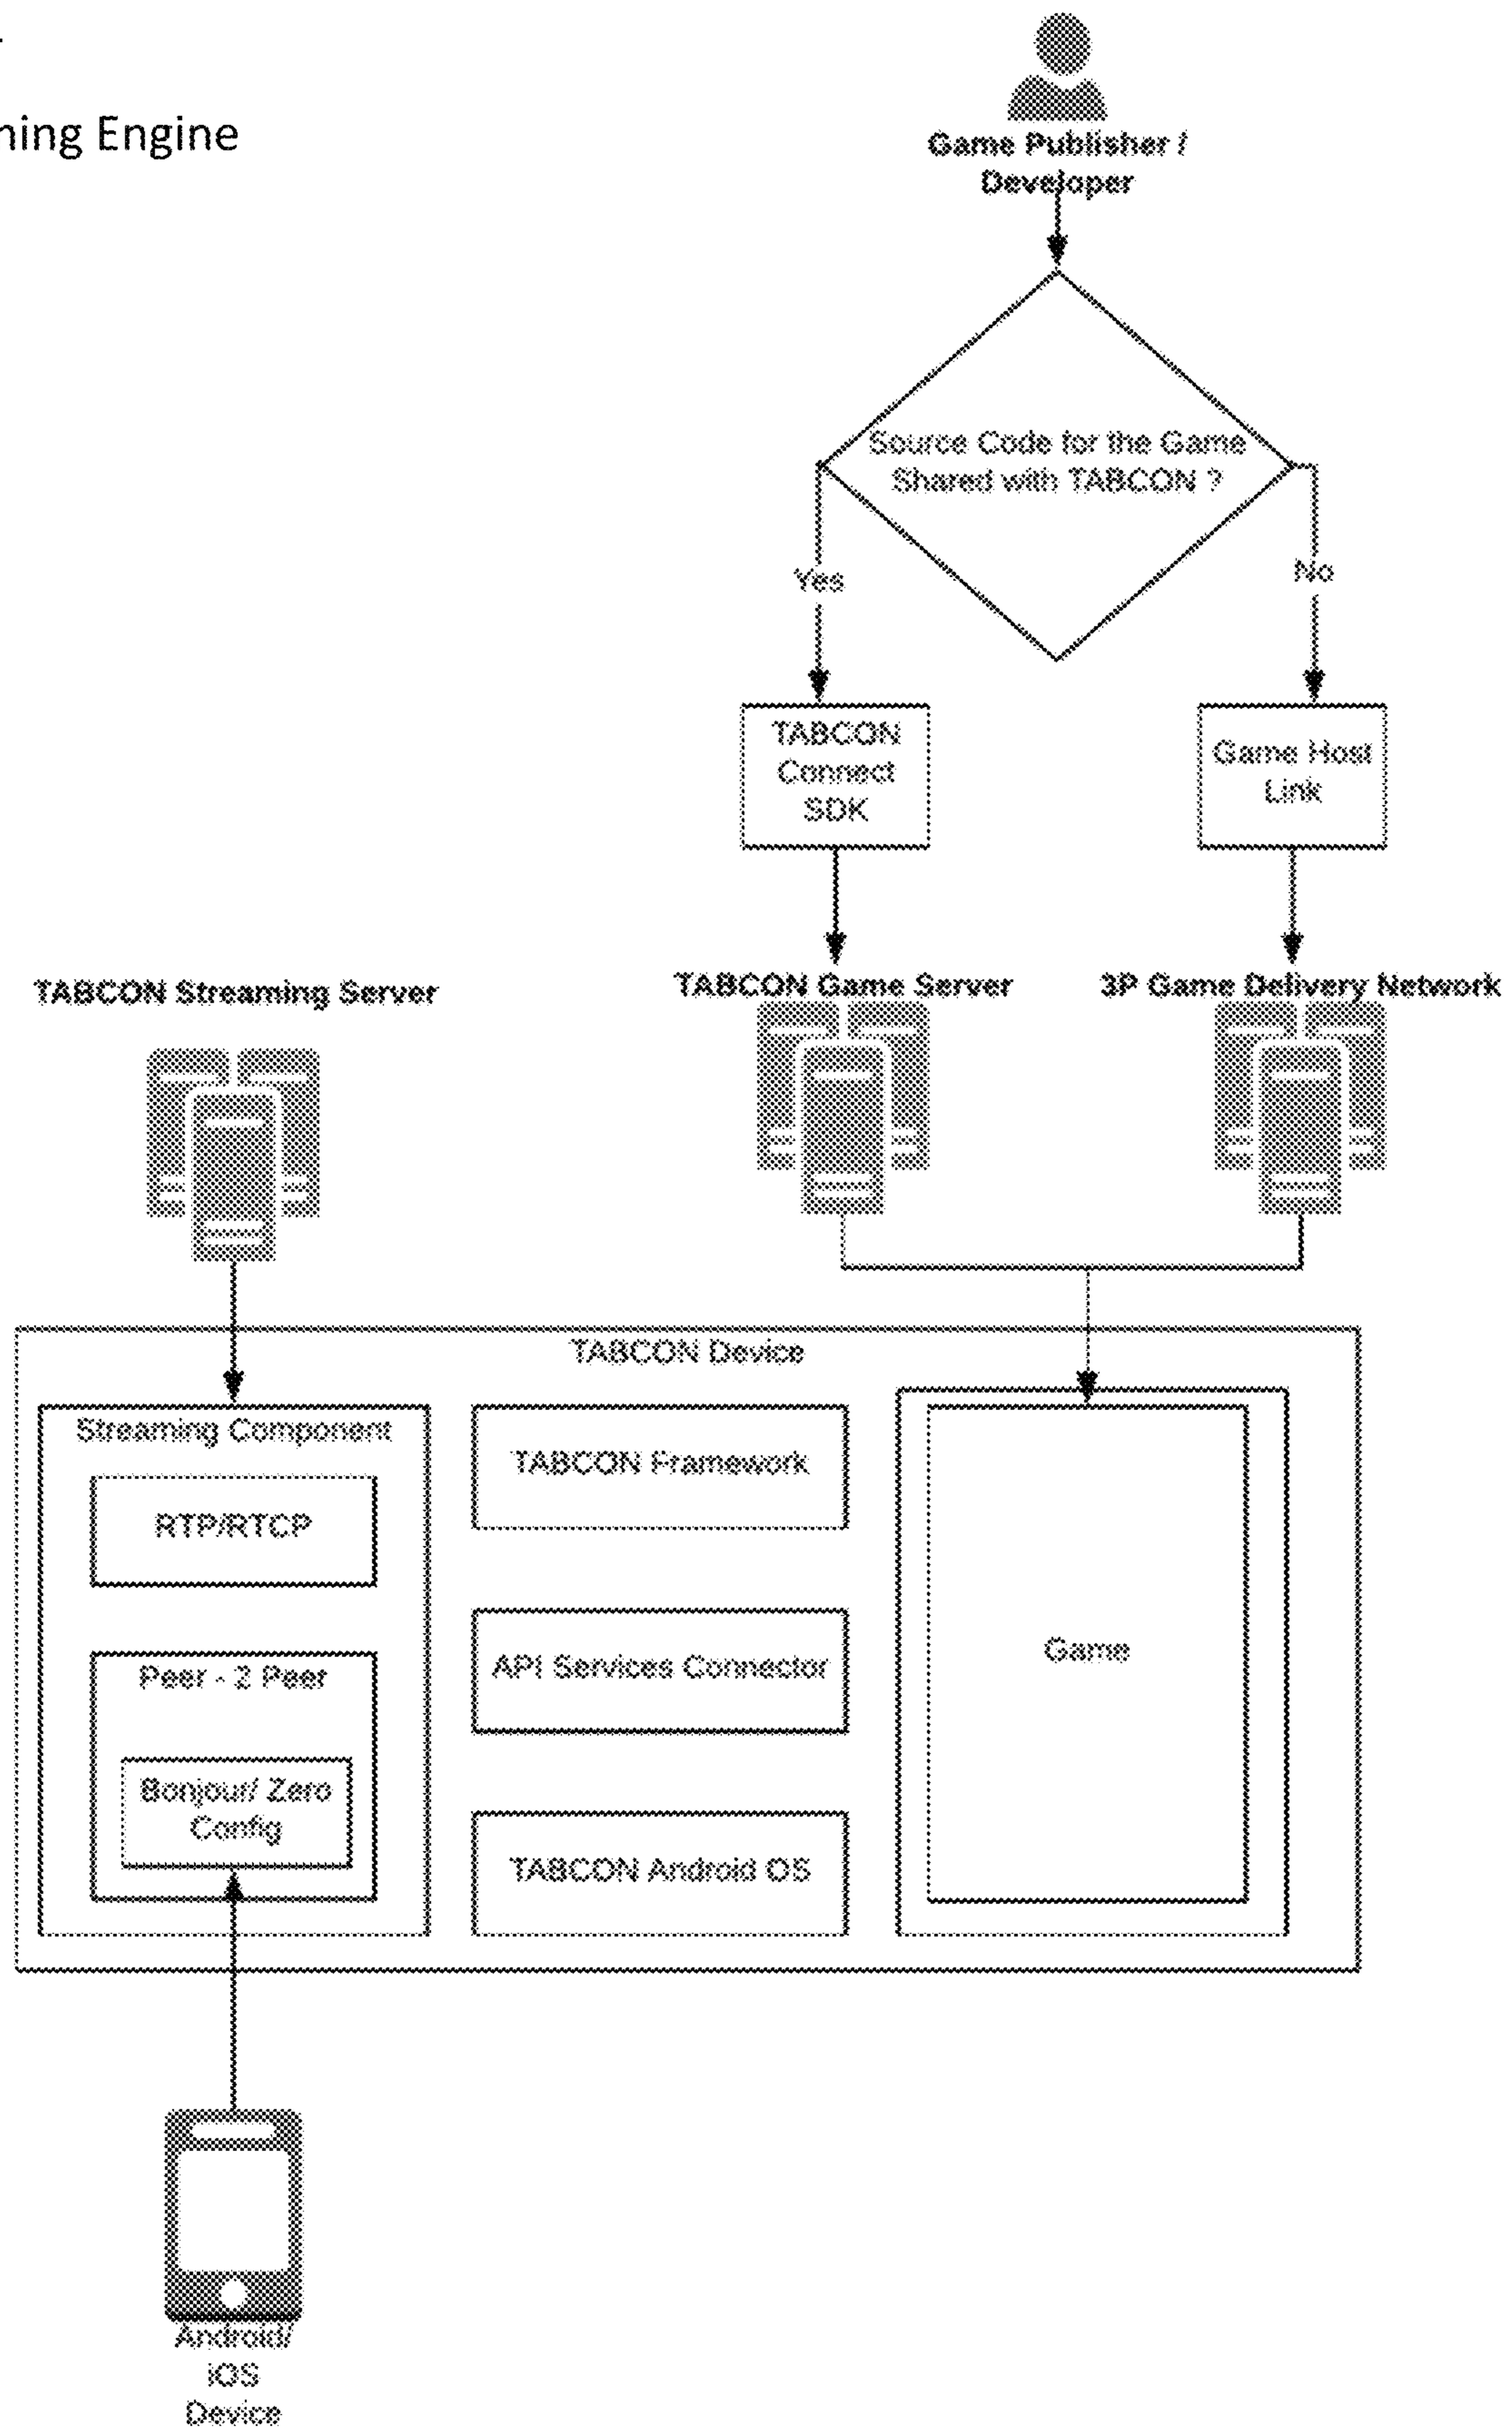 ning Engine
Game Publisher /
Developer
Source Code for the Game
Shared with TABCON ?
Yes
No
TABCON
Connect
SDK
Game Host
Link
TABCON Streaming Server
TABCON Game Server
3P Game Delivery Network
TABCON Device
Streaming Component
RTP/RTCP
Peer - 2 Peer
Bonjour/ Zero
Config
TABCON Framework
API Services Connector
TABCON Android OS
Game
Android/
iOS
Device